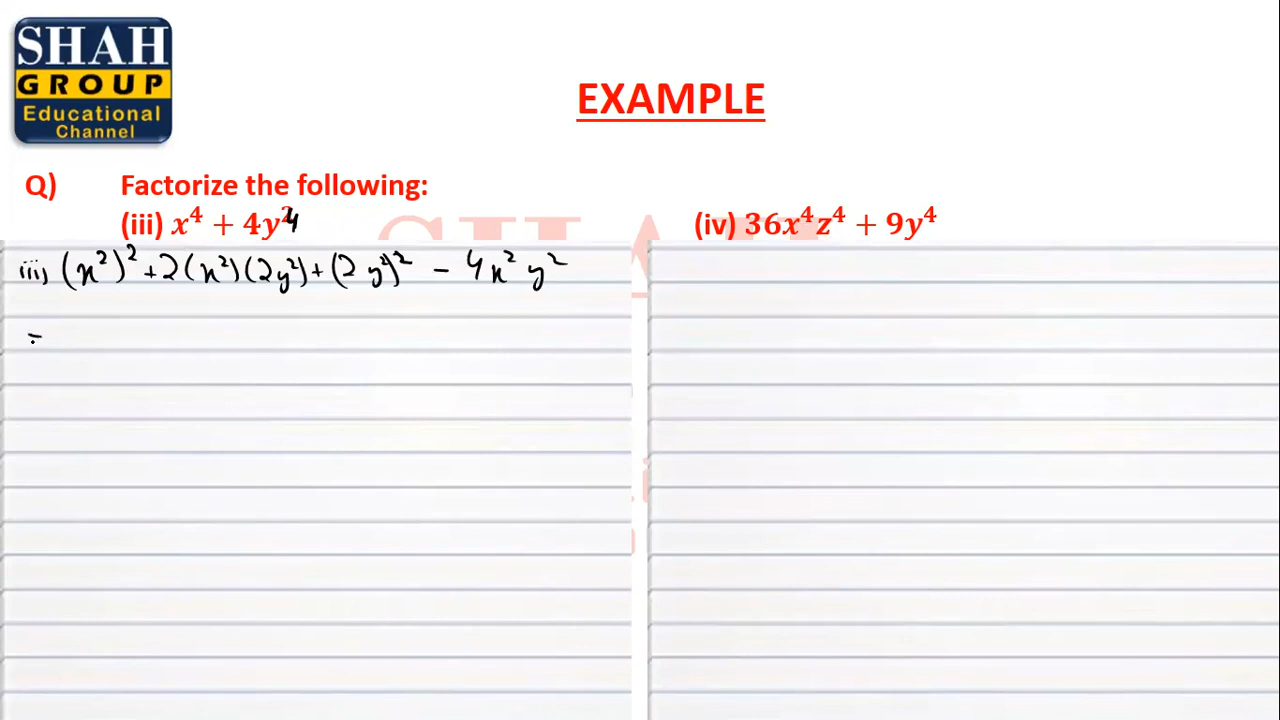 SHAH
GROUP
Educational
Channel
EXAMPLE
Q) Factorize the following:
(iii) x⁴ + 4y⁴ (iv) 36x⁴z⁴ + 9y⁴
iii) (x²)² + 2(x²)(2y²) + (2y²)² - 4x²y²
=